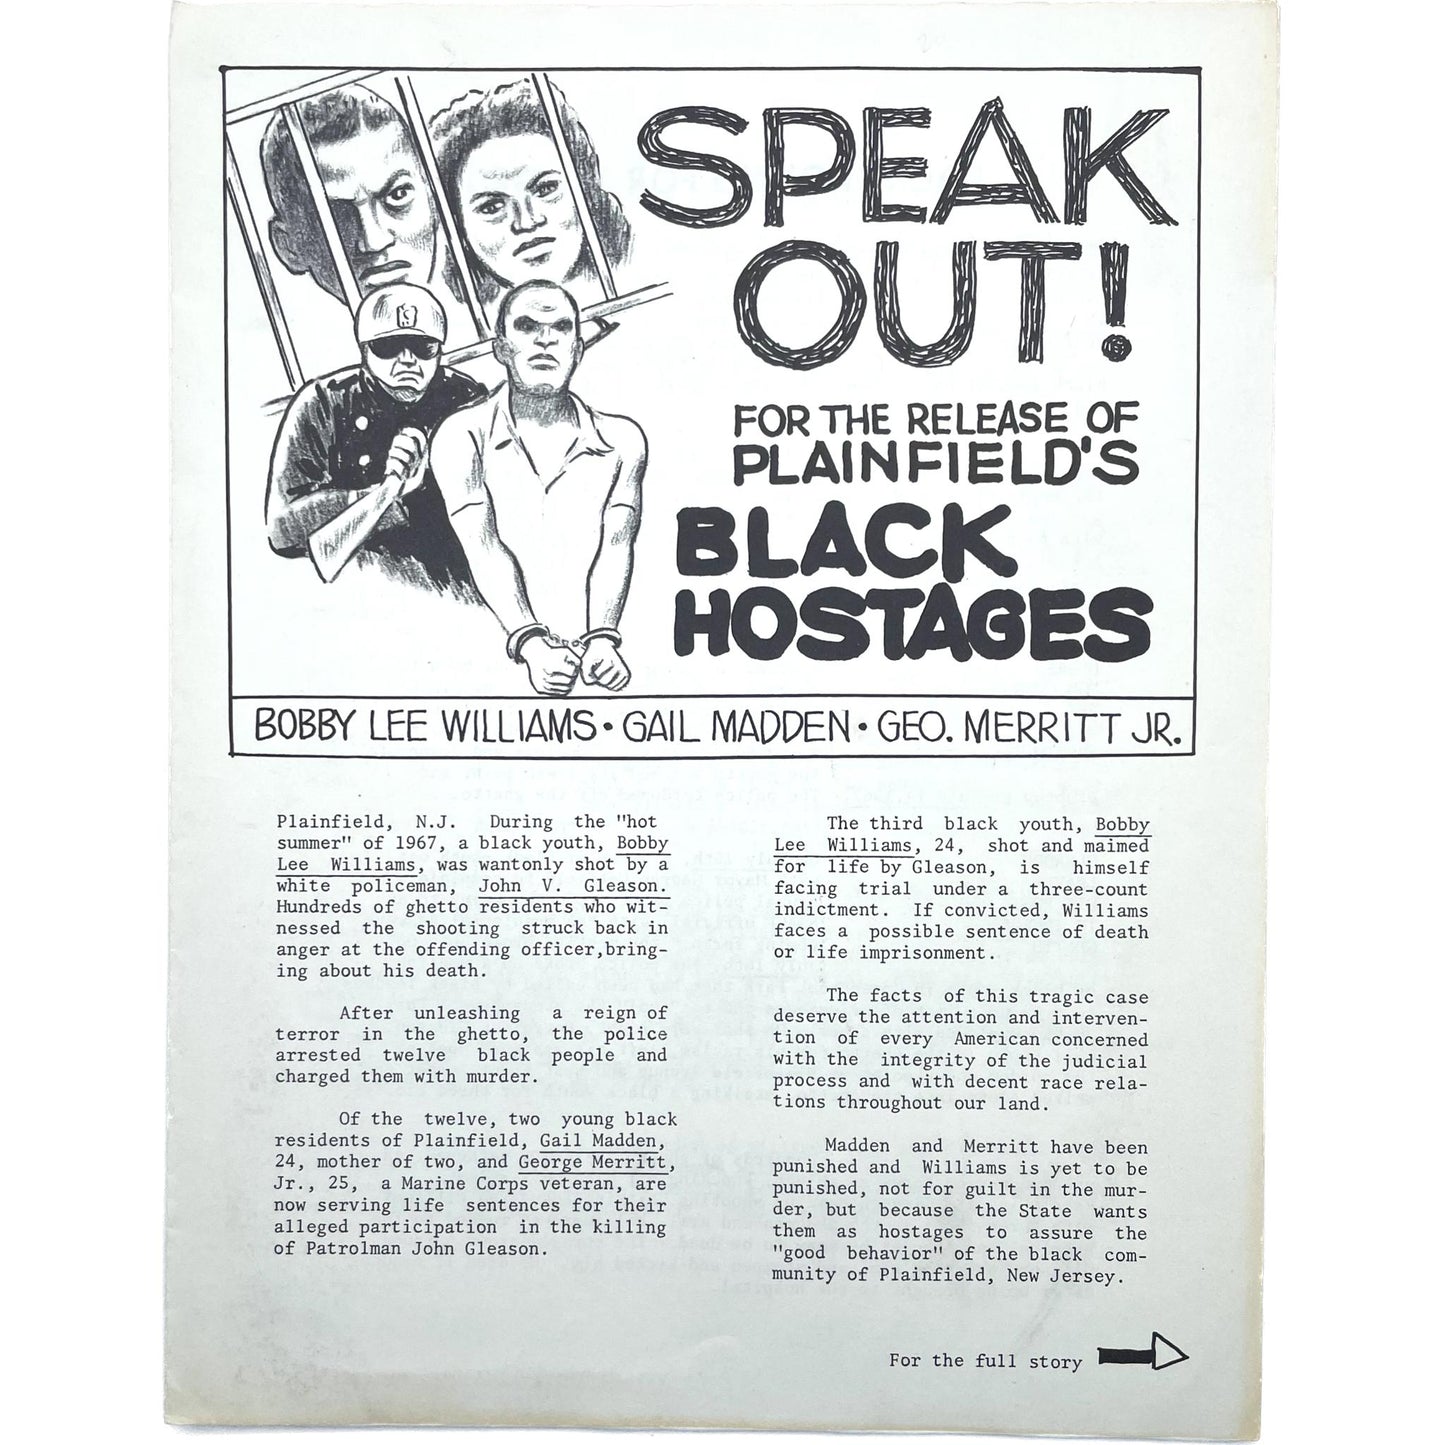 SPEAK
OUT!
FOR THE RELEASE OF
PLAINFIELD'S
BLACK
HOSTAGES
BOBBY LEE WILLIAMS • GAIL MADDEN • GEO. MERRITT JR.
Plainfield, N.J. During the "hot
summer" of 1967, a black youth, Bobby
Lee Williams, was wantonly shot by a
white policeman, John V. Gleason.
Hundreds of ghetto residents who wit-
nessed the shooting struck back in
anger at the offending officer,bring-
ing about his death.
After unleashing a reign of
terror in the ghetto, the police
arrested twelve black people and
charged them with murder.
Of the twelve, two young black
residents of Plainfield, Gail Madden,
24, mother of two, and George Merritt,
Jr., 25, a Marine Corps veteran, are
now serving life sentences for their
alleged participation in the killing
of Patrolman John Gleason.
The third black youth, Bobby
Lee Williams, 24, shot and maimed
for life by Gleason, is himself
facing trial under a three-count
indictment. If convicted, Williams
faces a possible sentence of death
or life imprisonment.
The facts of this tragic case
deserve the attention and interven-
tion of every American concerned
with the integrity of the judicial
process and with decent race rela-
tions throughout our land.
Madden and Merritt have been
punished and Williams is yet to be
punished, not for guilt in the mur-
der, but because the State wants
them as hostages to assure the
"good behavior" of the black com-
munity of Plainfield, New Jersey.
For the full story